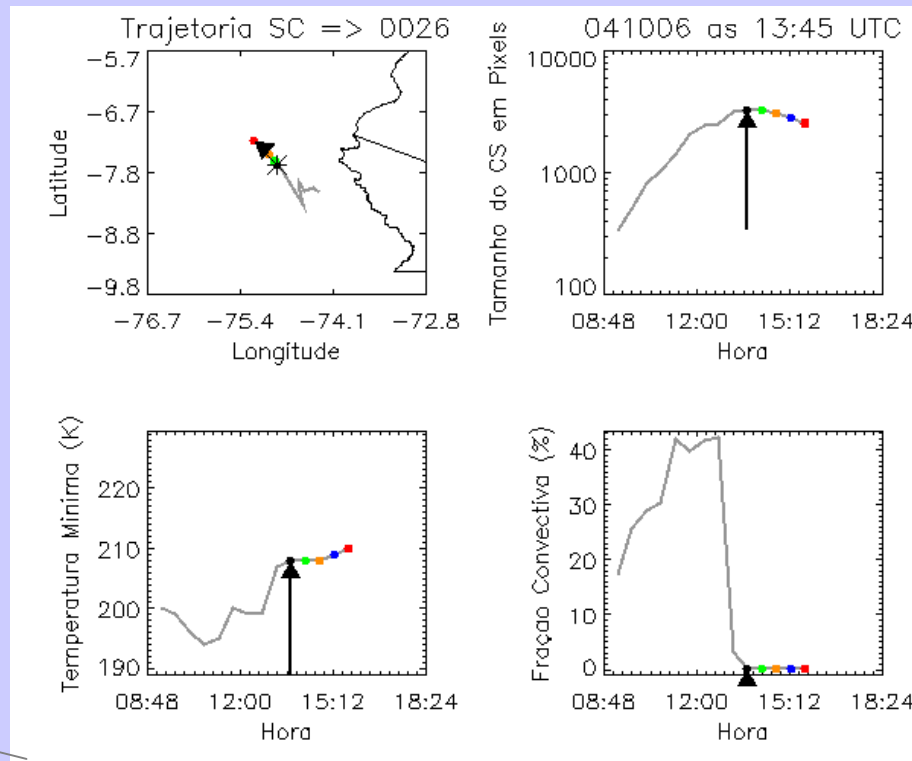 Trajetoria SC => 0026
041006 as 13:45 UTC
Latitude
-5.7
-6.7
-7.8
-8.8
-9.8
-76.7 -75.4 -74.1 -72.8
Longitude
Tamanho do CS em Pixels
10000
1000
100
08:48 12:00 15:12 18:24
Hora
Temperatura Minima (K)
220
210
200
190
08:48 12:00 15:12 18:24
Hora
Fraçao Convectiva (%)
40
30
20
10
0
08:48 12:00 15:12 18:24
Hora